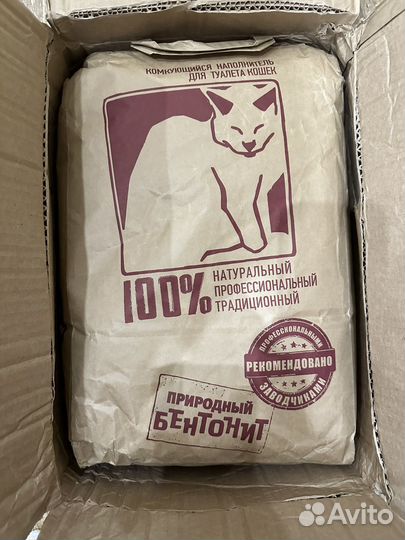 КОМКУЮЩИЙСЯ НАПОЛНИТЕЛЬ
ДЛЯ ТУАЛЕТА КОШЕК
100% НАТУРАЛЬНЫЙ
ПРОФЕССИОНАЛЬНЫЙ
ТРАДИЦИОННЫЙ
ПРОФЕССИОНАЛЬНЫМИ
РЕКОМЕНДОВАНО
ЗАВОДЧИКАМИ
ПРИРОДНЫЙ
БЕНТОНИТ
Avito